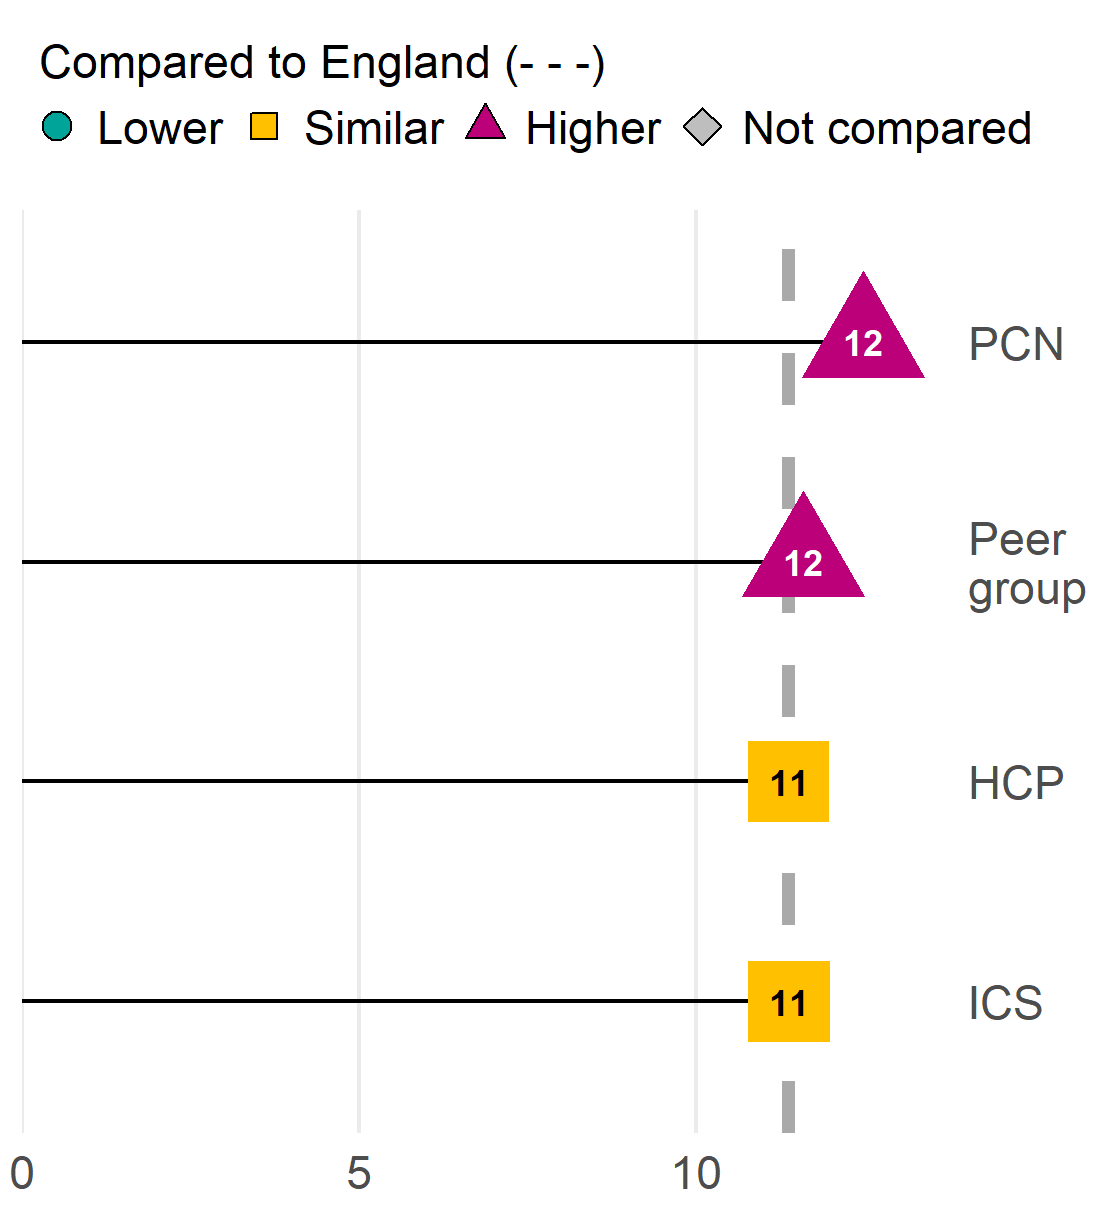 Compared to England (- - -)
Lower Similar Higher Not compared
12 PCN
12 Peer
group
11 HCP
11 ICS
0 5 10